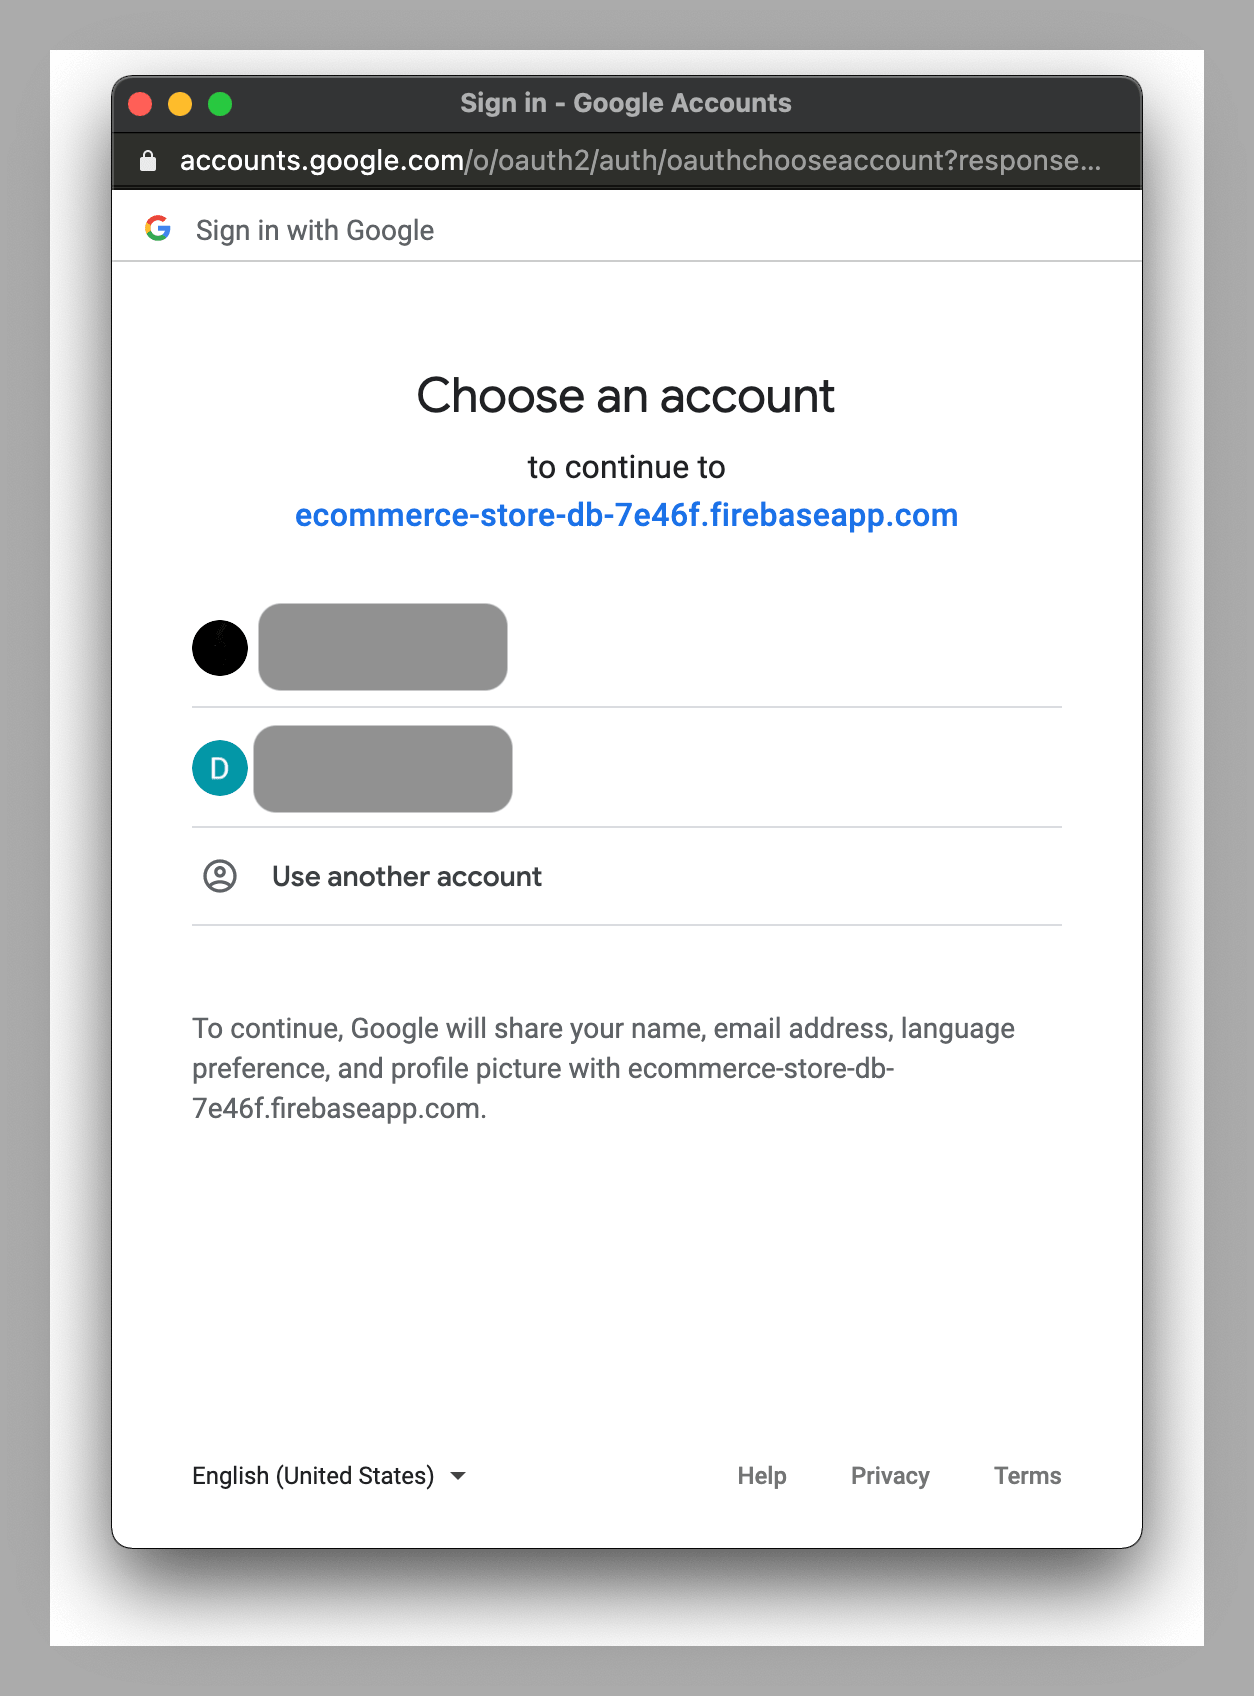 Sign in - Google Accounts
accounts.google.com/o/oauth2/auth/oauthchooseaccount?response...
Sign in with Google
Choose an account
to continue to
ecommerce-store-db-7e46f.firebaseapp.com
D
Use another account
To continue, Google will share your name, email address, language
preference, and profile picture with ecommerce-store-db-
7e46f.firebaseapp.com.
English (United States)
Help Privacy Terms